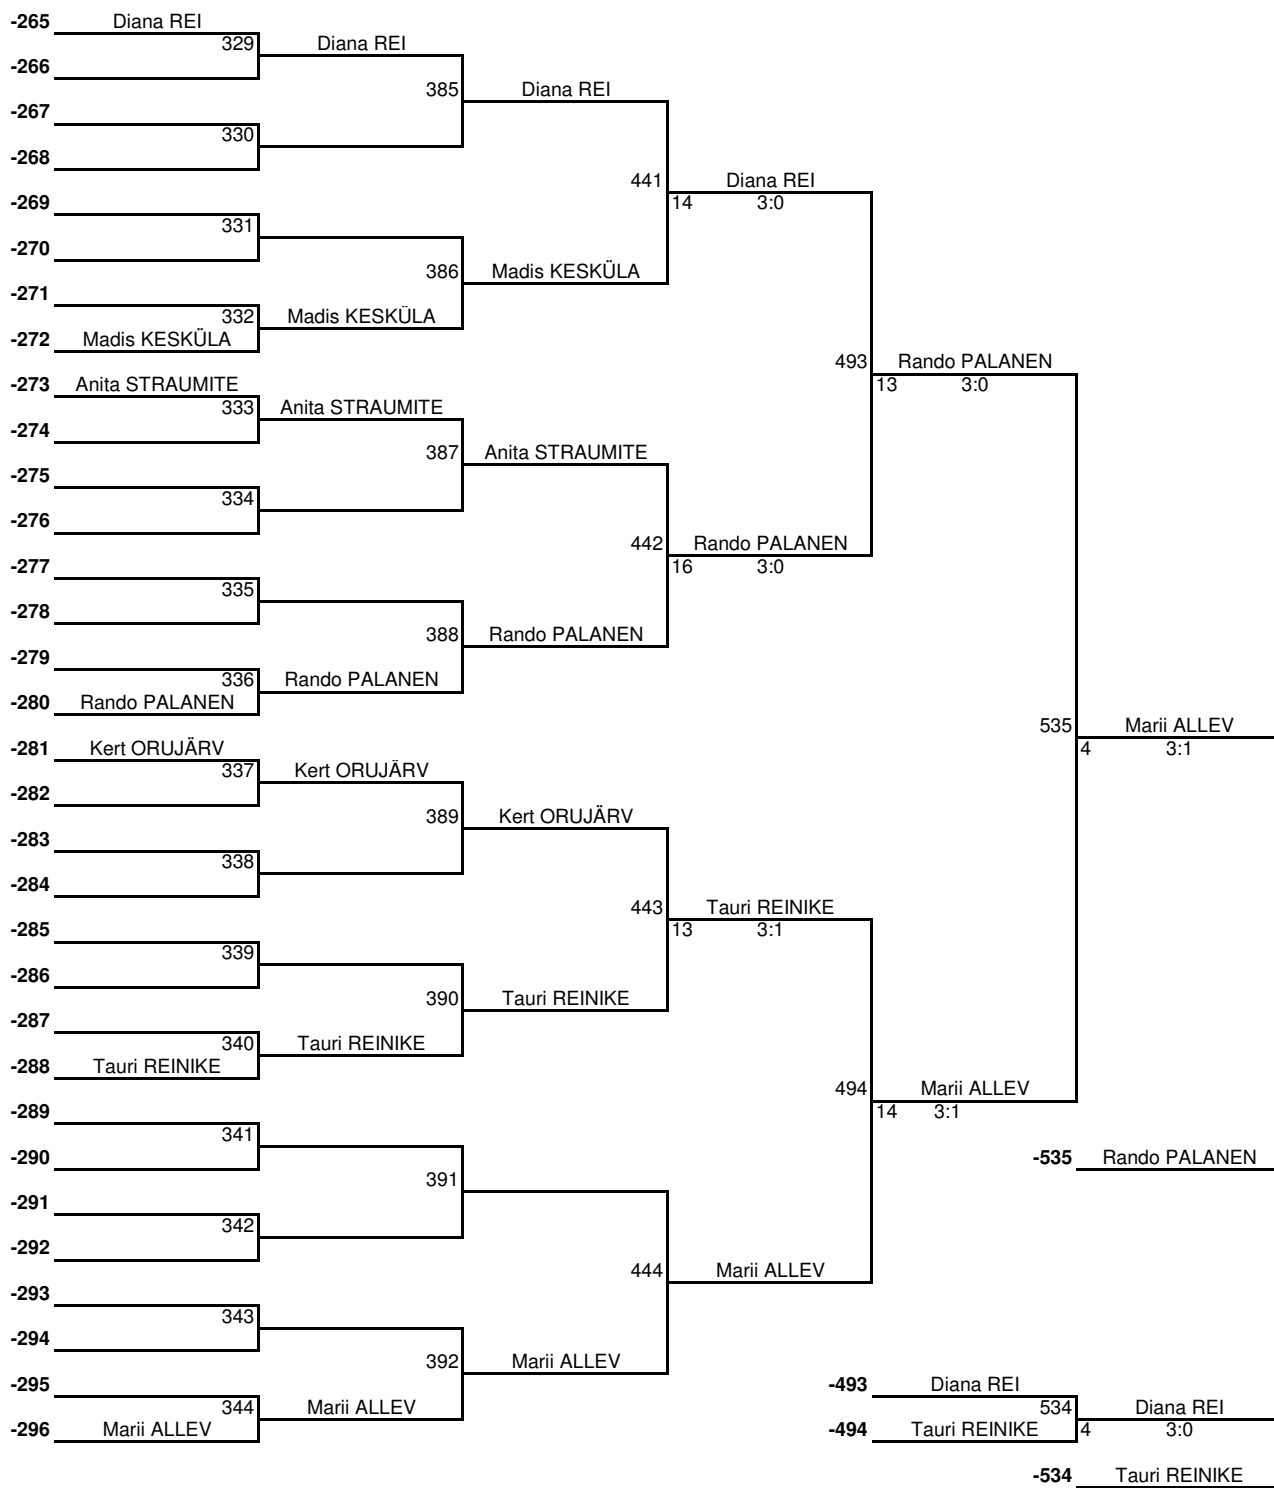 -265 Diana REI
329 Diana REI
-266
385 Diana REI
-267
330
-268
441 Diana REI
14 3:0
-269
331
-270
386 Madis KESKÜLA
-271
332 Madis KESKÜLA
-272 Madis KESKÜLA
493 Rando PALANEN
13 3:0
-273 Anita STRAUMITE
333 Anita STRAUMITE
-274
387 Anita STRAUMITE
-275
334
-276
442 Rando PALANEN
16 3:0
-277
335
-278
388 Rando PALANEN
-279
336 Rando PALANEN
-280 Rando PALANEN
535 Marii ALLEV
4 3:1
-281 Kert ORUJÄRV
337 Kert ORUJÄRV
-282
389 Kert ORUJÄRV
-283
338
-284
443 Tauri REINIKE
13 3:1
-285
339
-286
390 Tauri REINIKE
-287
340 Tauri REINIKE
-288 Tauri REINIKE
494 Marii ALLEV
14 3:1
-289
341
-290
-535 Rando PALANEN
391
-291
342
-292
444 Marii ALLEV
-293
343
-294
392 Marii ALLEV
-295
-493 Diana REI
344 Marii ALLEV
534 Diana REI
4 3:0
-296 Marii ALLEV
-494 Tauri REINIKE
-534 Tauri REINIKE